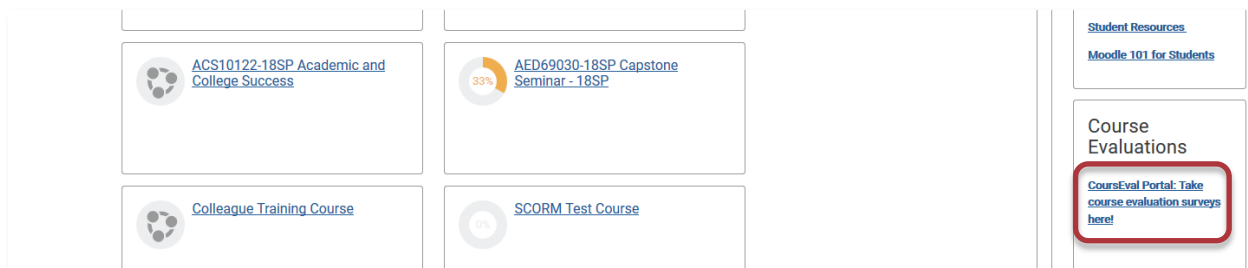 ACS10122-18SP Academic and
College Success
33%
AED69030-18SP Capstone
Seminar - 18SP
Colleague Training Course
0%
SCORM Test Course
Student Resources
Moodle 101 for Students
Course
Evaluations
CoursEval Portal: Take
course evaluation surveys
here!